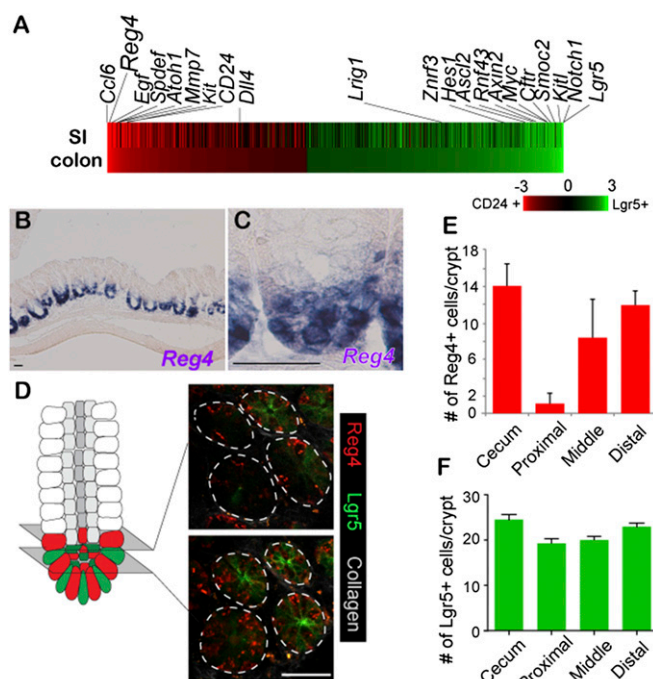 A
Ccl6
Reg4
Egf
Spdef
Atoh1
Mmp7
Kit
CD24
Dll4
Lrig1
Znrf3
Hes1
Ascl2
Rnf43
Axin2
Myc
Cftr
Smoc2
Kitl
Notch1
Lgr5
SI
colon
-3 0 3
CD24 + Lgr5+
B
Reg4
C
Reg4
D
Reg4
Lgr5
Collagen
E
# of Reg4+ cells/crypt
18
14
10
6
2
0
Cecum
Proximal
Middle
Distal
F
# of Lgr5+ cells/crypt
30
20
0
Cecum
Proximal
Middle
Distal